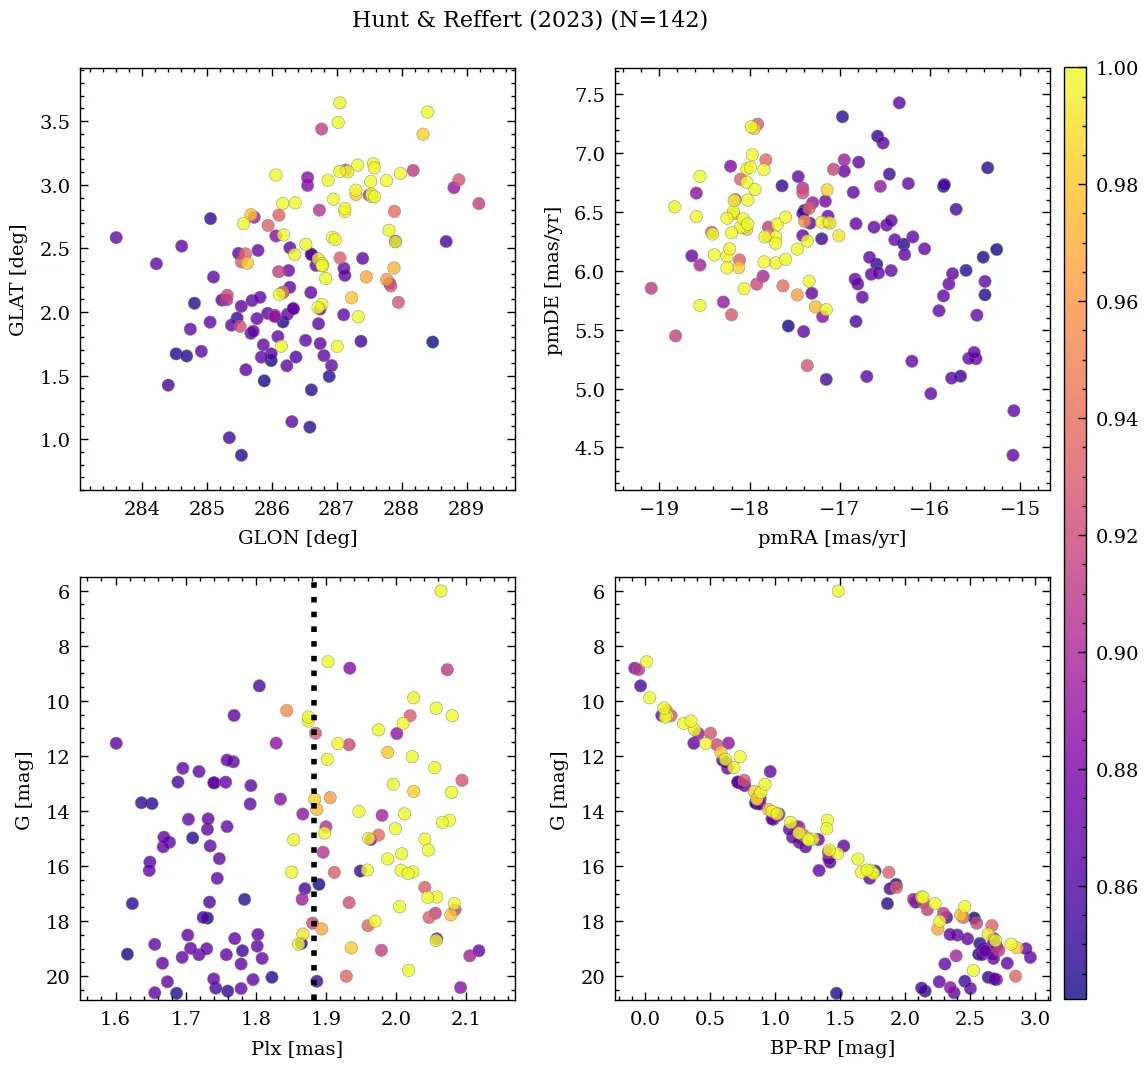 Hunt & Reffert (2023) (N=142)
3.5
3.0
2.5
2.0
1.5
1.0
GLAT [deg]
284 285 286 287 288 289
GLON [deg]
7.5
7.0
6.5
6.0
5.5
5.0
4.5
pmDE [mas/yr]
−19 −18 −17 −16 −15
pmRA [mas/yr]
1.00
0.98
0.96
0.94
0.92
0.90
0.88
0.86
6
8
10
12
14
16
18
20
G [mag]
1.6 1.7 1.8 1.9 2.0 2.1
Plx [mas]
6
8
10
12
14
16
18
20
G [mag]
0.0 0.5 1.0 1.5 2.0 2.5 3.0
BP-RP [mag]